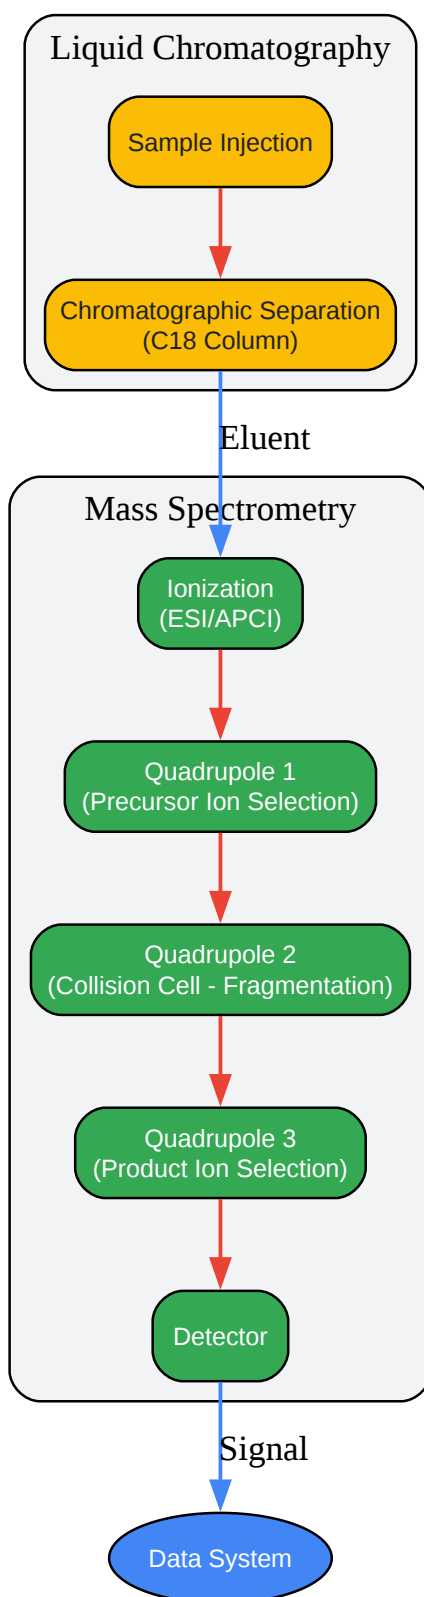 Liquid Chromatography
Sample Injection
Chromatographic Separation
(C18 Column)
Eluent
Mass Spectrometry
Ionization
(ESI/APCI)
Quadrupole 1
(Precursor Ion Selection)
Quadrupole 2
(Collision Cell - Fragmentation)
Quadrupole 3
(Product Ion Selection)
Detector
Signal
Data System